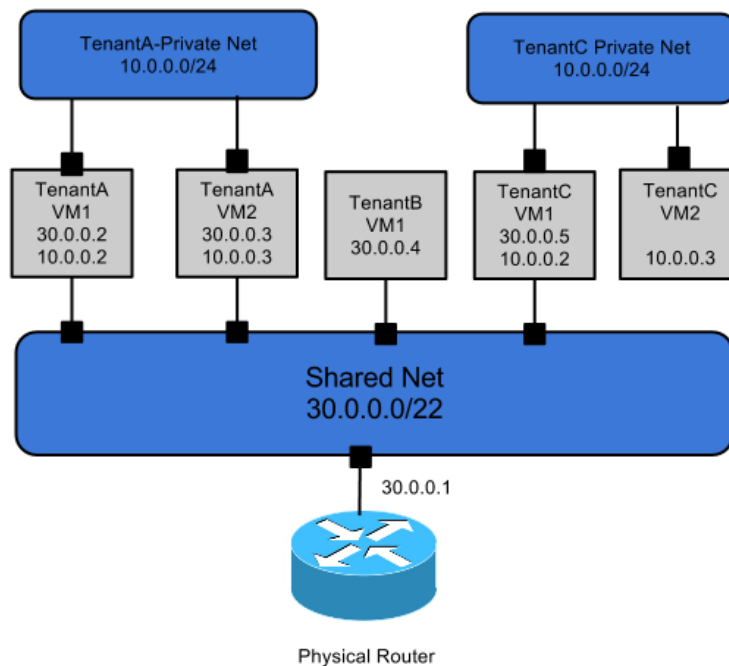 TenantA-Private Net
10.0.0.0/24
TenantC Private Net
10.0.0.0/24
TenantA
VM1
30.0.0.2
10.0.0.2
TenantA
VM2
30.0.0.3
10.0.0.3
TenantB
VM1
30.0.0.4
TenantC
VM1
30.0.0.5
10.0.0.2
TenantC
VM2
10.0.0.3
Shared Net
30.0.0.0/22
30.0.0.1
Physical Router